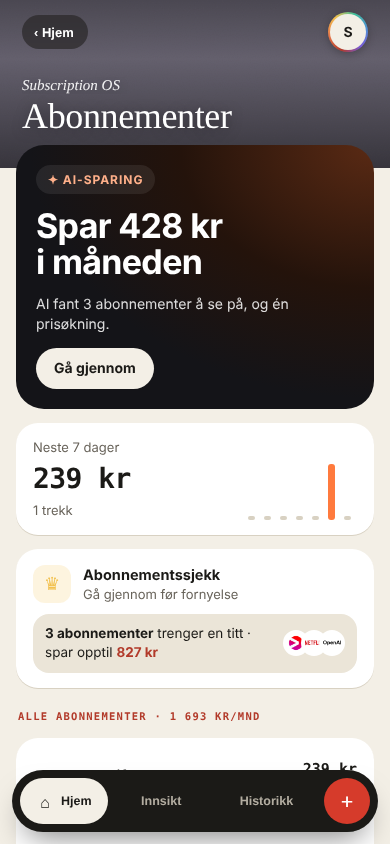 ‹ Hjem
S
Subscription OS
Abonnementer
✦ AI-SPARING
Spar 428 kr
i måneden
AI fant 3 abonnementer å se på, og én
prisøkning.
Gå gjennom
Neste 7 dager
239 kr
1 trekk
Abonnementssjekk
Gå gjennom før fornyelse
3 abonnementer trenger en titt ·
spar opptil 827 kr
OpenAI
ALLE ABONNEMENTER · 1 693 KR/MND
239 kr
Hjem
Innsikt
Historikk
+